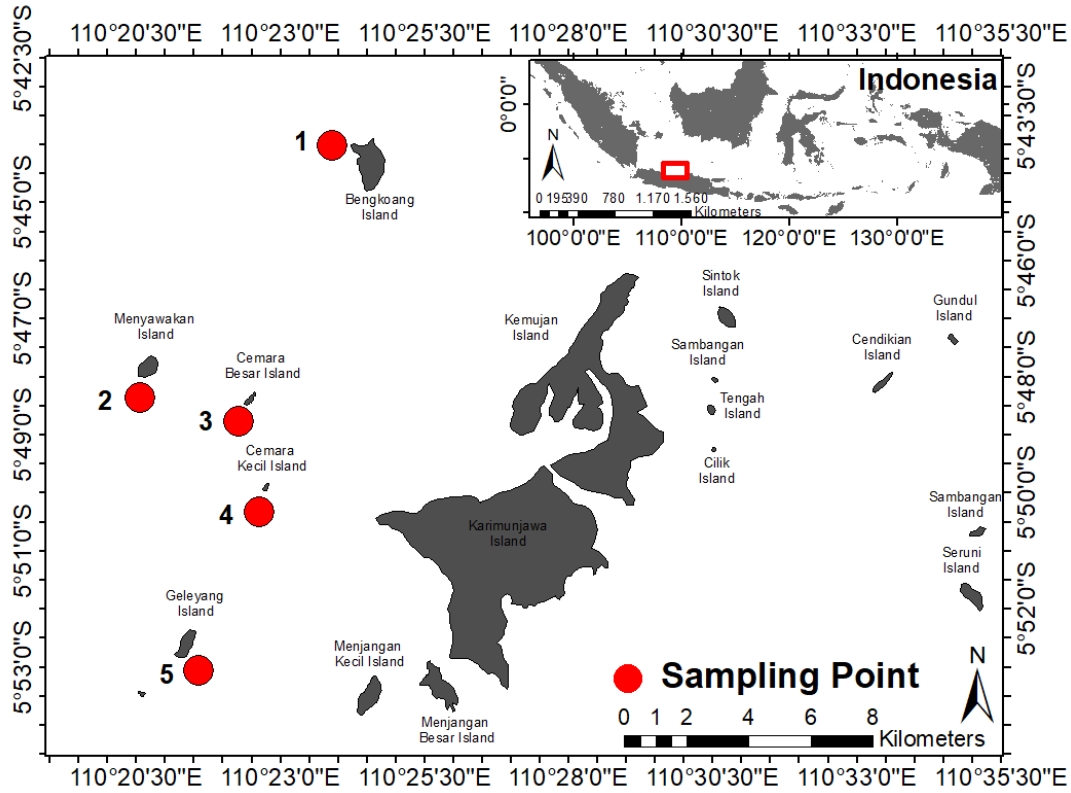 110°20'30"E 110°23'0"E 110°25'30"E 110°28'0"E 110°30'30"E 110°33'0"E 110°35'30"E
5°42'30"S
5°45'0"S
5°47'0"S
5°49'0"S
5°51'0"S
5°53'0"S
Indonesia
0°0'0"
N
0 195390 780 1.170 1.560
Kilometers
100°0'0"E 110°0'0"E 120°0'0"E 130°0'0"E
5°43'30"S
5°46'0"S
5°48'0"S
5°50'0"S
5°52'0"S
1
Bengkoang
Island
Menyawakan
Island
2
Cemara
Besar Island
3
Cemara
Kecil Island
4
Geleyang
Island
5
Kemujan
Island
Sintok
Island
Sambangan
Island
Tengah
Island
Cilik
Island
Gundul
Island
Cendikian
Island
Karimunjawa
Island
Sambangan
Island
Seruni
Island
Menjangan
Kecil Island
Menjangan
Besar Island
Sampling Point
N
0 1 2 4 6 8
Kilometers
110°20'30"E 110°23'0"E 110°25'30"E 110°28'0"E 110°30'30"E 110°33'0"E 110°35'30"E